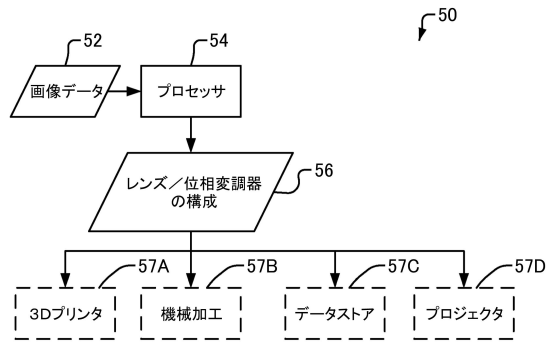 50
52
54
画像データ
プロセッサ
レンズ／位相変調器
の構成
56
57A
57B
57C
57D
3Dプリンタ
機械加工
データストア
プロジェクタ